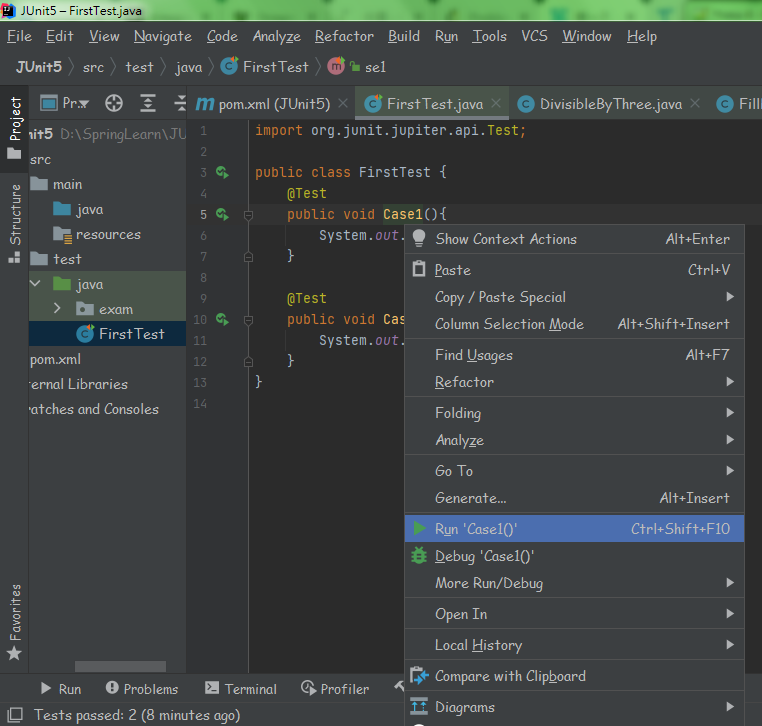 JUnit5 – FirstTest.java
File Edit View Navigate Code Analyze Refactor Build Run Tools VCS Window Help
JUnit5 src test java FirstTest m se1
Project
Structure
Favorites
Pr
nit5 D:\SpringLearn\JU
src
main
java
resources
test
java
exam
FirstTest
pom.xml
ternal Libraries
ratches and Consoles
pom.xml (JUnit5) FirstTest.java DivisibleByThree.java Fill
1 import org.junit.jupiter.api.Test;
2
3 public class FirstTest {
4 @Test
5 public void Case1(){
6 System.out.
7 }
8
9 @Test
10 public void Cas
11 System.out.
12 }
13 }
14
Show Context Actions Alt+Enter
Paste Ctrl+V
Copy / Paste Special
Column Selection Mode Alt+Shift+Insert
Find Usages Alt+F7
Refactor
Folding
Analyze
Go To
Generate... Alt+Insert
Run 'Case1()' Ctrl+Shift+F10
Debug 'Case1()'
More Run/Debug
Open In
Local History
Compare with Clipboard
Diagrams
Run Problems Terminal Profiler
Tests passed: 2 (8 minutes ago)